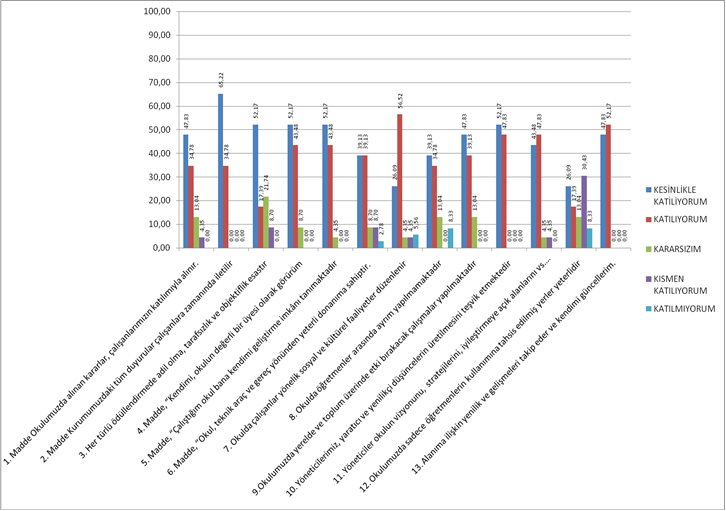 100,00
90,00
80,00
70,00
60,00
50,00
40,00
30,00
20,00
10,00
0,00
47,83 34,78 13,04 4,35 0,00
65,22 34,78 0,00 0,00 0,00
52,17 17,39 21,74 8,70 0,00
52,17 43,48 8,70 0,00 0,00
52,17 43,48 4,35 0,00 0,00
39,13 39,13 8,70 8,70 2,78
26,09 56,52 4,35 4,35 5,56
39,13 34,78 13,04 0,00 8,33
47,83 39,13 13,04 0,00 0,00
52,17 47,83 0,00 0,00 0,00
43,48 47,83 4,35 4,35 0,00
26,09 17,39 13,04 30,43 8,33
47,83 52,17 0,00 0,00 0,00
1. Madde Okulumuzda alınan kararlar, çalışanlarımızın katılımıyla alınır.
2. Madde Kurumumuzdaki tüm duyurular çalışanlara zamanında iletilir
3. Her türlü ödüllendirmede adil olma, tarafsızlık ve objektiflik esastır
4. Madde, “Kendimi, okulun değerli bir üyesi olarak görürüm
5. Madde, “Çalıştığım okul bana kendimi geliştirme imkânı tanımaktadır
6. Madde, “Okul, teknik araç ve gereç yönünden yeterli donanıma sahiptir.
7. Okulda çalışanlar yönelik sosyal ve kültürel faaliyetler düzenlenir
8. Okulda öğretmenler arasında ayrım yapılmamaktadır
9.Okulumuzda yerelde ve toplum üzerinde etki bırakacak çalışmalar yapılmaktadır
10. Yöneticilerimiz, yaratıcı ve yenilikçi düşüncelerin üretilmesini teşvik etmektedir
11. Yöneticiler okulun vizyonunu, stratejilerini, iyileştirmeye açık alanlarını vs...
12. Okulumuzda sadece öğretmenlerin kullanımına tahsis edilmiş yerler yeterlidir
13. Alanıma ilişkin yenilik ve gelişmeleri takip eder ve kendimi güncellerim.
KESİNLİKLE
KATILIYORUM
KATILIYORUM
KARARSIZIM
KISMEN
KATILIYORUM
KATILMIYORUM